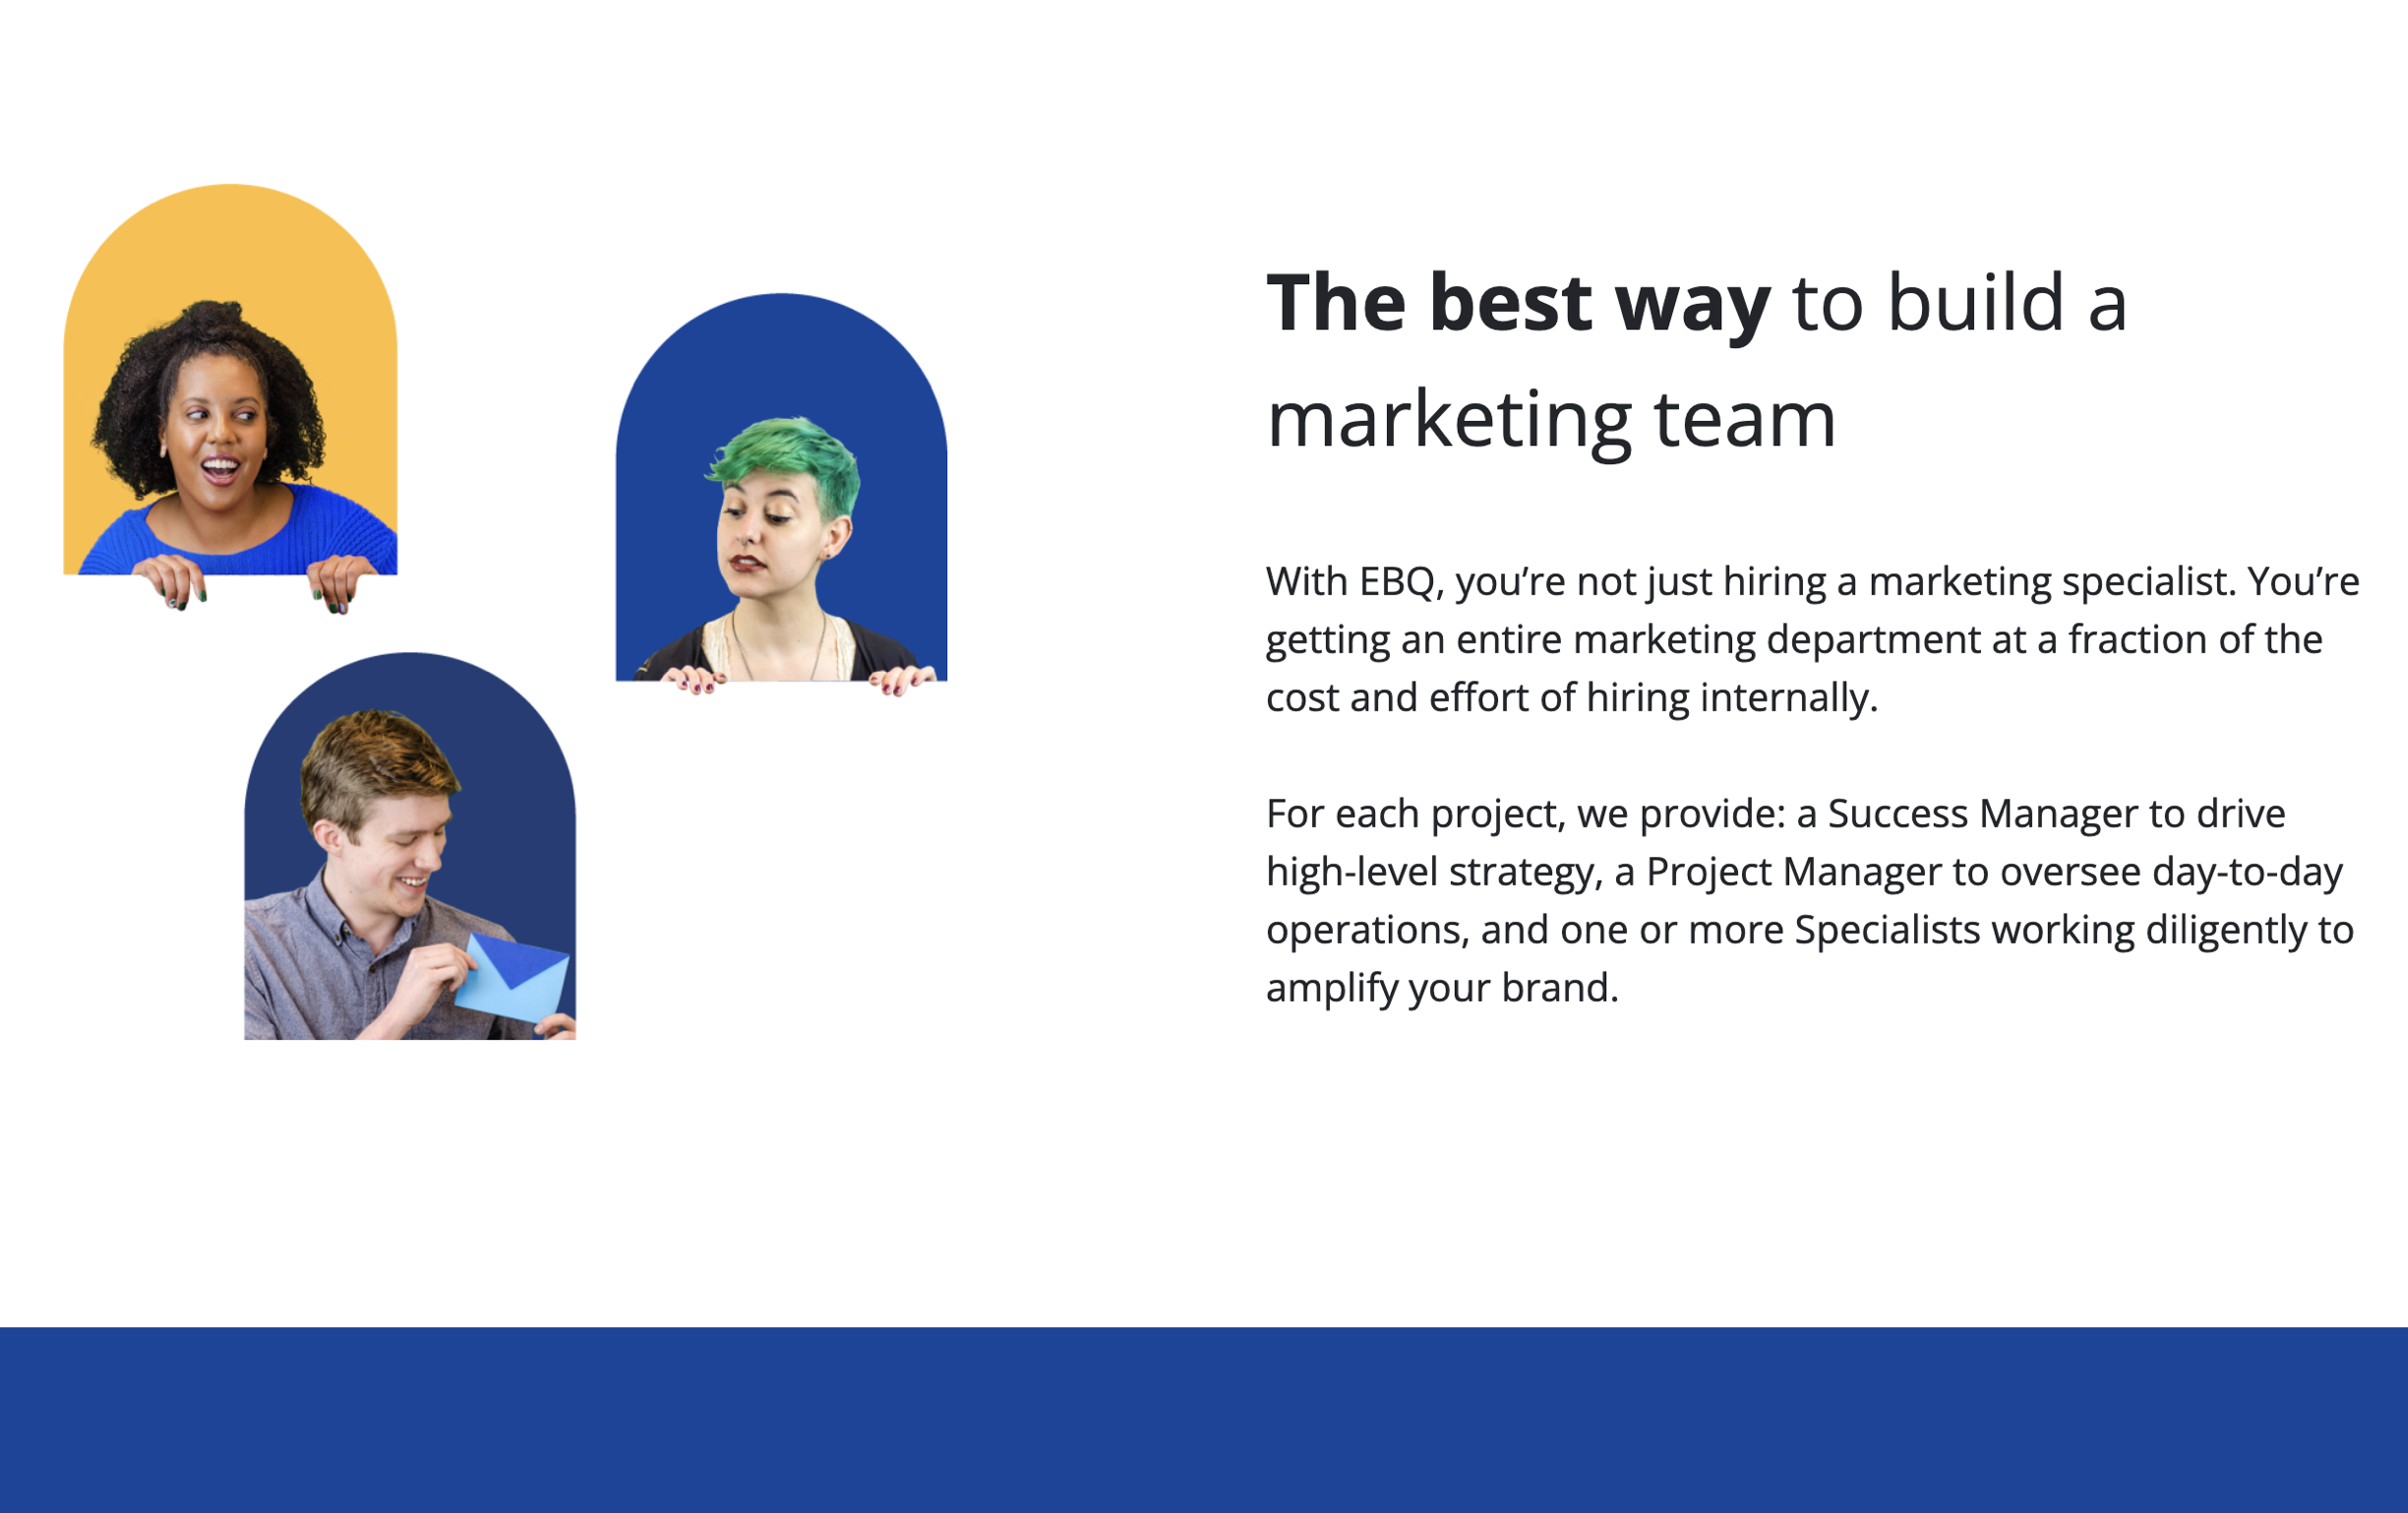 The best way to build a
marketing team
With EBQ, you’re not just hiring a marketing specialist. You’re
getting an entire marketing department at a fraction of the
cost and effort of hiring internally.
For each project, we provide: a Success Manager to drive
high-level strategy, a Project Manager to oversee day-to-day
operations, and one or more Specialists working diligently to
amplify your brand.